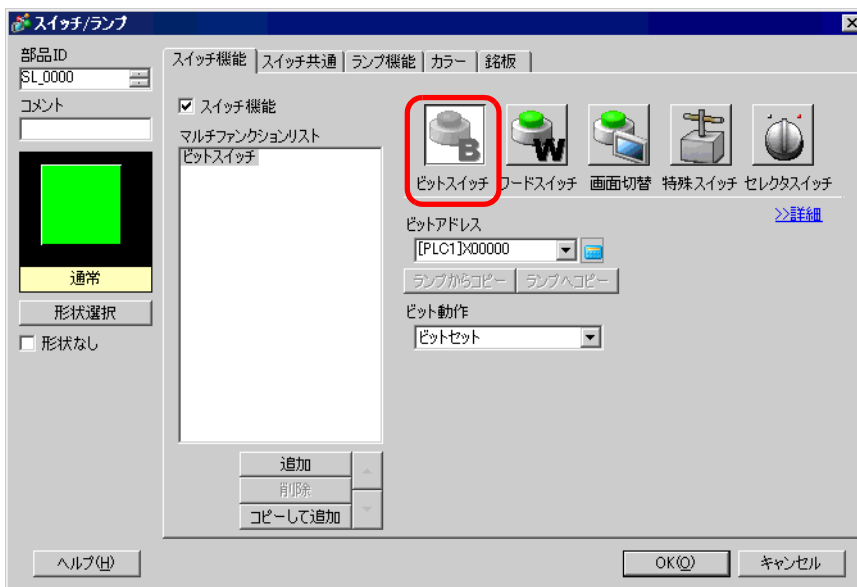 スイッチ/ランプ
部品ID
SL_0000
コメント
通常
形状選択
形状なし
スイッチ機能
スイッチ共通
ランプ機能
カラー
銘板
スイッチ機能
マルチファンクションリスト
ビットスイッチ
追加
削除
コピーして追加
B
W
ビットスイッチ
ワードスイッチ
画面切替
特殊スイッチ
セレクタスイッチ
>>詳細
ビットアドレス
[PLC1]X00000
ランプからコピー
ランプへコピー
ビット動作
ビットセット
ヘルプ(H)
OK(O)
キャンセル